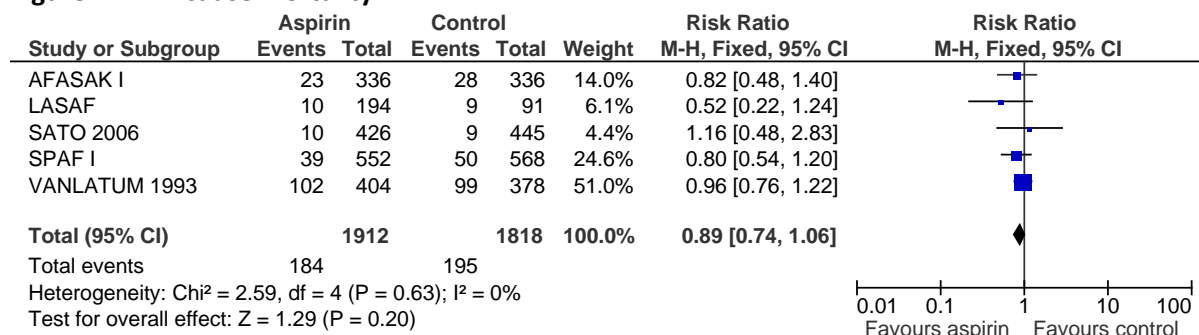 Aspirin Control Risk Ratio Risk Ratio
Study or Subgroup Events Total Events Total Weight M-H, Fixed, 95% CI M-H, Fixed, 95% CI
AFASAK I 23 336 28 336 14.0% 0.82 [0.48, 1.40]
LASAF 10 194 9 91 6.1% 0.52 [0.22, 1.24]
SATO 2006 10 426 9 445 4.4% 1.16 [0.48, 2.83]
SPAF I 39 552 50 568 24.6% 0.80 [0.54, 1.20]
VANLATUM 1993 102 404 99 378 51.0% 0.96 [0.76, 1.22]
Total (95% CI) 1912 1818 100.0% 0.89 [0.74, 1.06]
Total events 184 195
Heterogeneity: Chi² = 2.59, df = 4 (P = 0.63); I² = 0%
Test for overall effect: Z = 1.29 (P = 0.20)
0.01 0.1 1 10 100
Favours aspirin Favours control